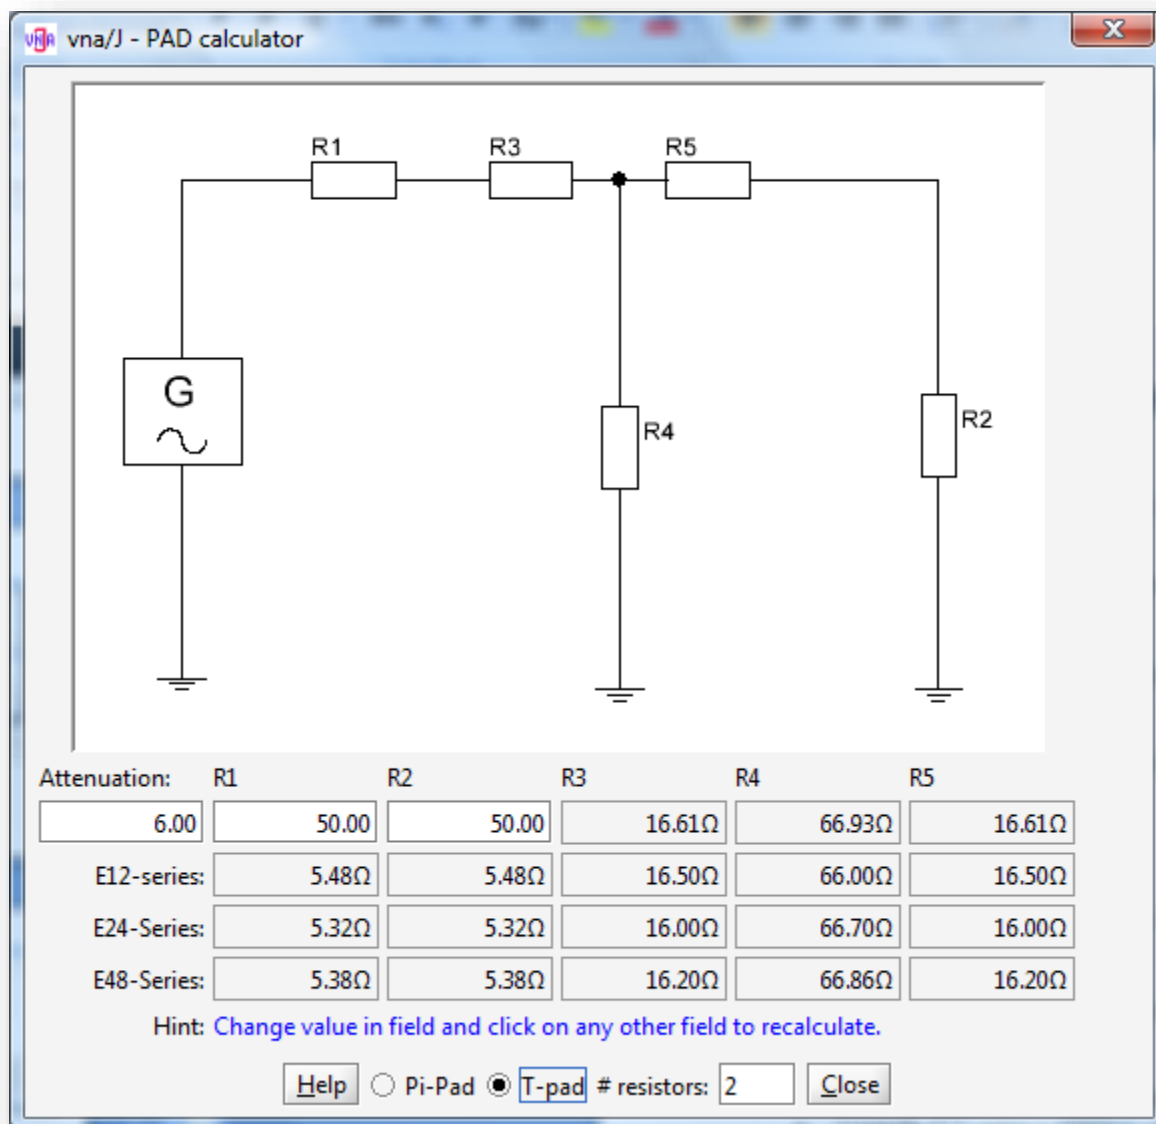 vna/J - PAD calculator
R1 R3 R5
G
R4
R2
Attenuation: R1 R2 R3 R4 R5
6.00 50.00 50.00 16.61Ω 66.93Ω 16.61Ω
E12-series: 5.48Ω 5.48Ω 16.50Ω 66.00Ω 16.50Ω
E24-Series: 5.32Ω 5.32Ω 16.00Ω 66.70Ω 16.00Ω
E48-Series: 5.38Ω 5.38Ω 16.20Ω 66.86Ω 16.20Ω
Hint: Change value in field and click on any other field to recalculate.
Help Pi-Pad T-pad # resistors: 2 Close